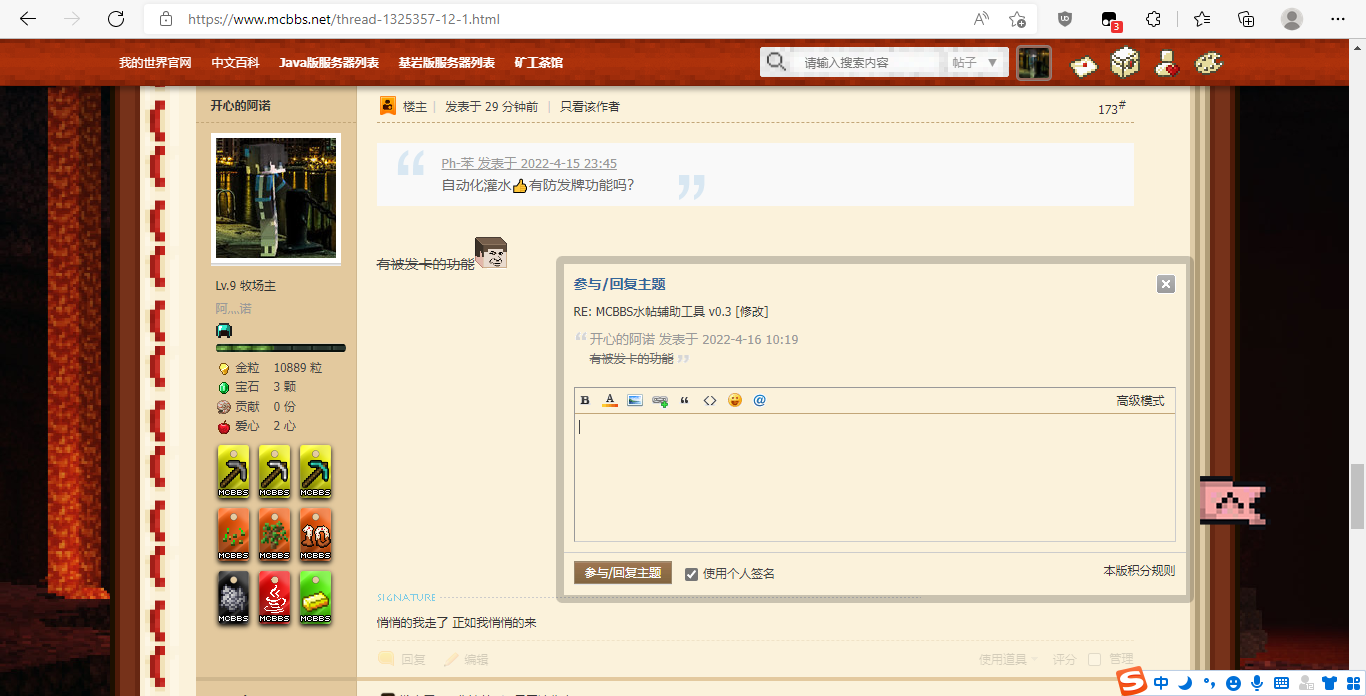 https://www.mcbbs.net/thread-1325357-12-1.html
3
我的世界官网 中文百科 Java版服务器列表 基岩版服务器列表 矿工茶馆
请输入搜索内容 帖子
开心的阿诺
楼主 发表于 29 分钟前 只看该作者
173#
Ph-苯 发表于 2022-4-15 23:45
自动化灌水👍有防发牌功能吗?
有被发卡的功能
Lv.9 牧场主
阿灬诺
金粒 10889 粒
宝石 3 颗
贡献 0 份
爱心 2 心
MCBBS MCBBS MCBBS
10
MCBBS MCBBS MCBBS
MCBBS MCBBS MCBBS
参与/回复主题
RE: MCBBS水帖辅助工具 v0.3 [修改]
开心的阿诺 发表于 2022-4-16 10:19
有被发卡的功能
B A @ 高级模式
参与/回复主题 使用个人签名 本版积分规则
SIGNATURE
悄悄的我走了 正如我悄悄的来
回复 编辑 使用道具 评分 管理
中